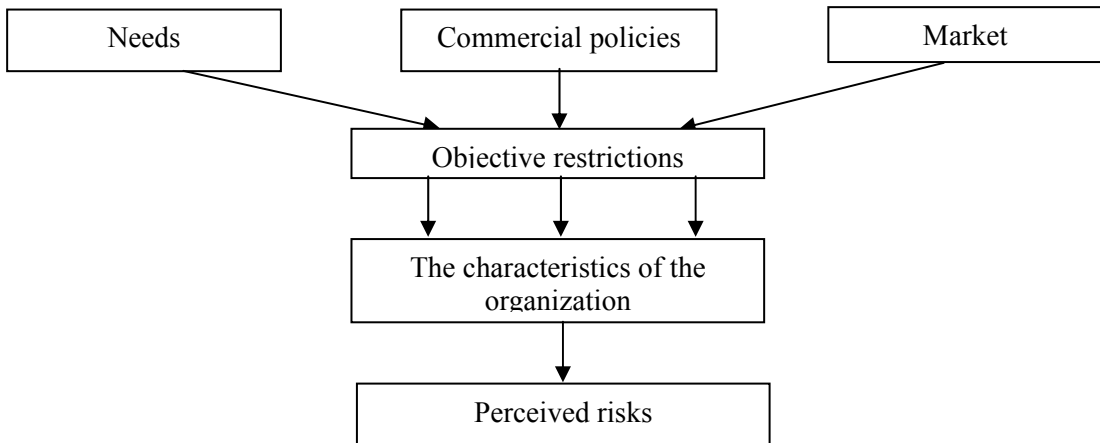 Needs
Commercial policies
Market
Objective restrictions
The characteristics of the
organization
Perceived risks